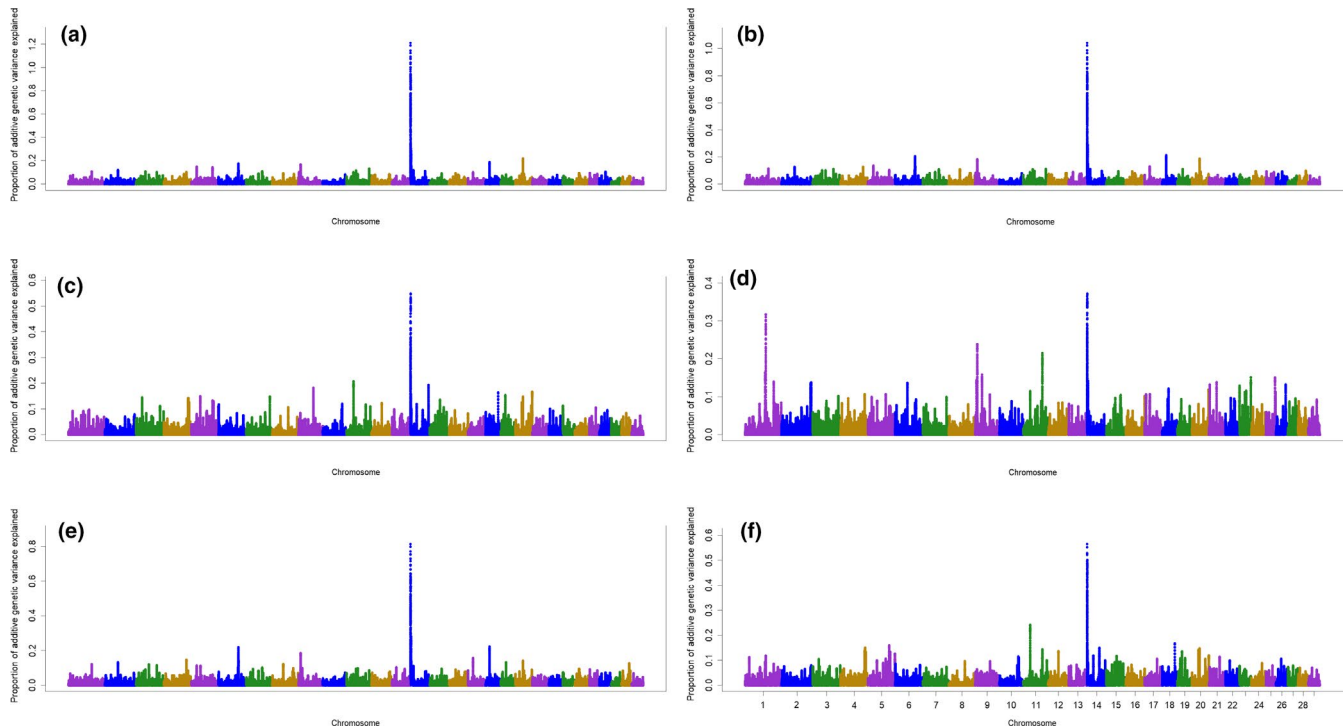 (a)
Proportion of additive genetic variance explained
0.0 0.2 0.4 0.6 0.8 1.0 1.2
Chromosome
(b)
Proportion of additive genetic variance explained
0.0 0.2 0.4 0.6 0.8 1.0
Chromosome
(c)
Proportion of additive genetic variance explained
0.0 0.1 0.2 0.3 0.4 0.5 0.6
Chromosome
(d)
Proportion of additive genetic variance explained
0.0 0.1 0.2 0.3 0.4
Chromosome
(e)
Proportion of additive genetic variance explained
0.0 0.2 0.4 0.6 0.8
Chromosome
(f)
Proportion of additive genetic variance explained
0.0 0.1 0.2 0.3 0.4 0.5 0.6
1 2 3 4 5 6 7 8 9 10 11 12 13 14 15 16 17 18 19 20 21 22 24 26 28
Chromosome